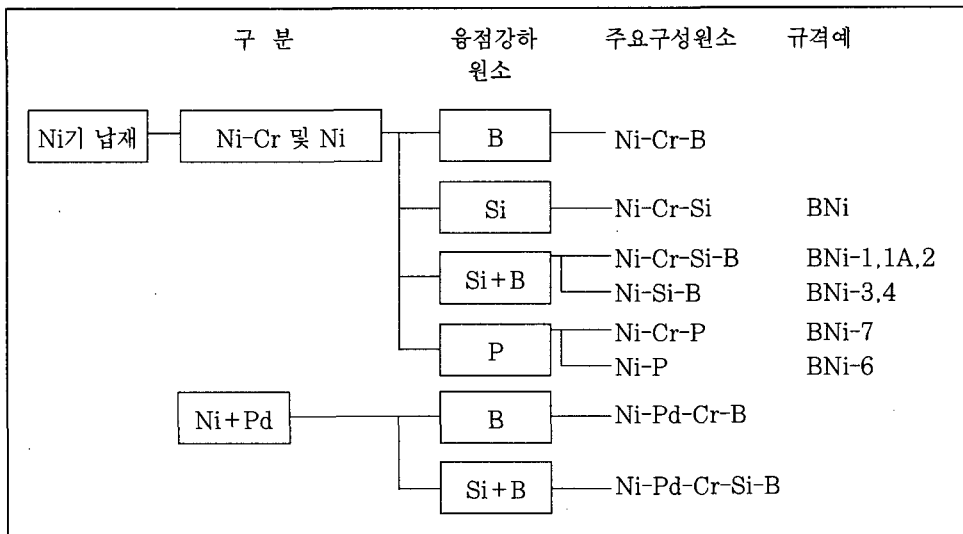 구 분 융점강하 주요구성원소 규격예
원소
Ni기 납재 Ni-Cr 및 Ni B Ni-Cr-B
Si Ni-Cr-Si BNi
Si+B Ni-Cr-Si-B BNi-1,1A,2
Ni-Si-B BNi-3,4
P Ni-Cr-P BNi-7
Ni-P BNi-6
Ni+Pd B Ni-Pd-Cr-B
Si+B Ni-Pd-Cr-Si-B